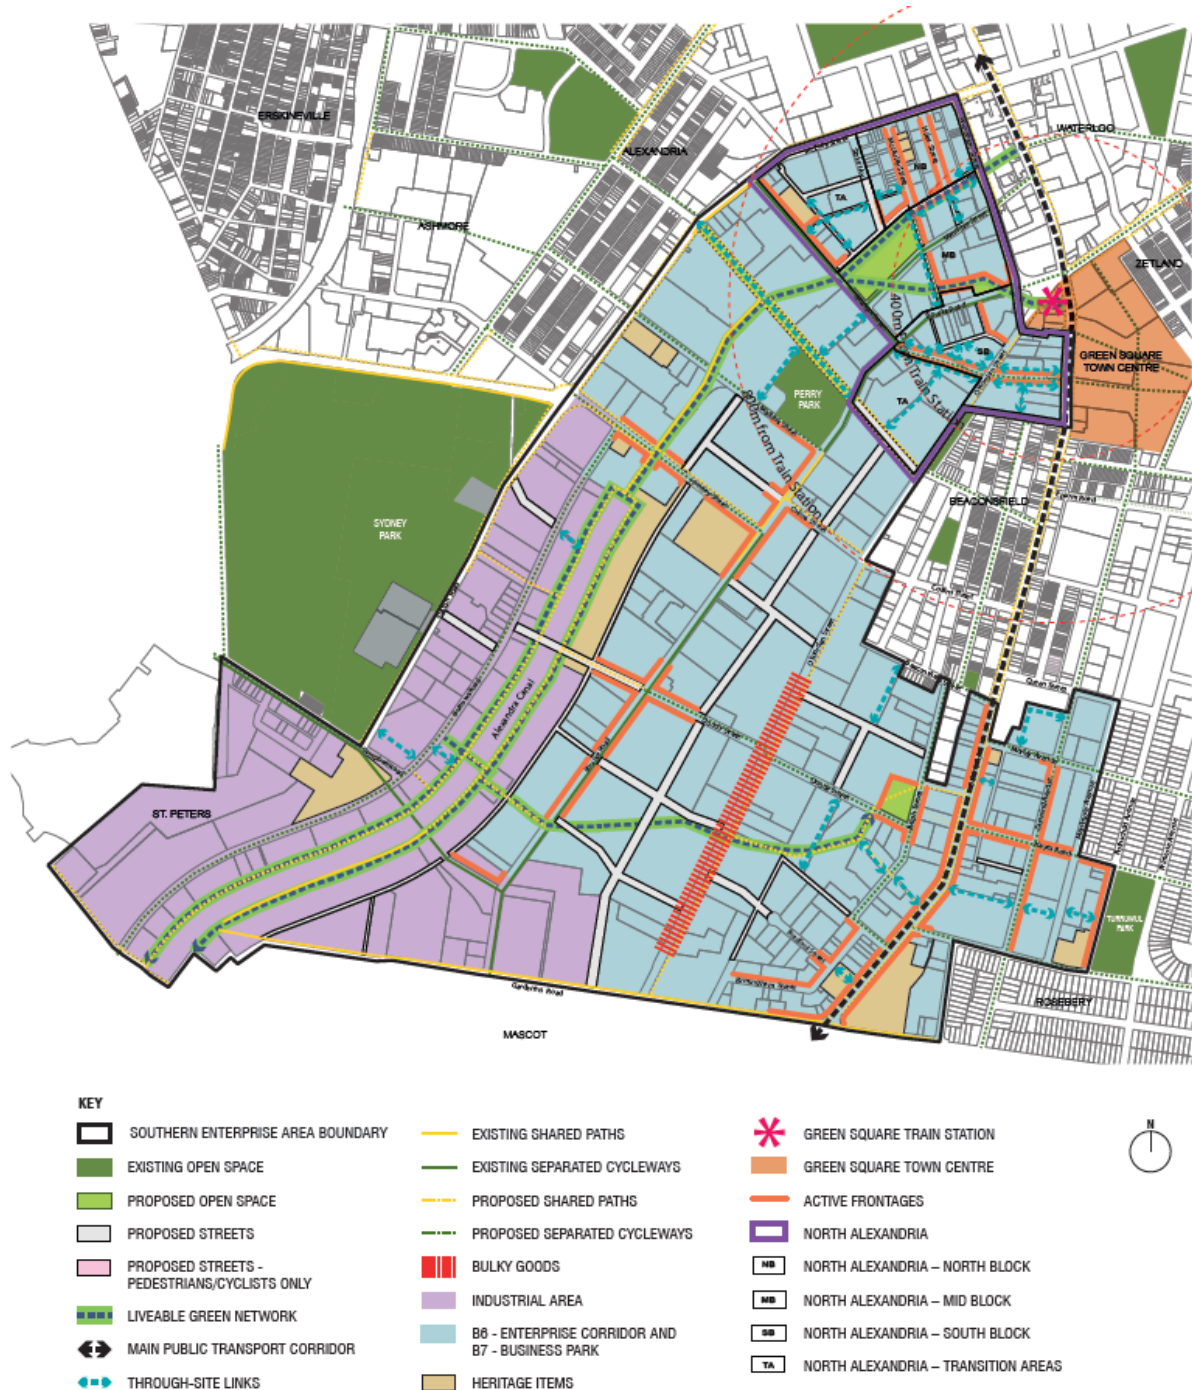 ERSKINEVILLE
WATERLOO
ALEXANDRIA
NB
TA
ASHMORE
MB
ZETLAND
400m from Train Station
SB
GREEN SQUARE
TOWN CENTRE
PERRY
PARK
TA
800m from Train Station
BEACONSFIELD
SYDNEY
PARK
Alexandra Canal
ST. PETERS
TURRUWUL
PARK
Gardeners Road
ROSEBERY
MASCOT
KEY
SOUTHERN ENTERPRISE AREA BOUNDARY
EXISTING OPEN SPACE
PROPOSED OPEN SPACE
PROPOSED STREETS
PROPOSED STREETS -
PEDESTRIANS/CYCLISTS ONLY
LIVEABLE GREEN NETWORK
MAIN PUBLIC TRANSPORT CORRIDOR
THROUGH-SITE LINKS
EXISTING SHARED PATHS
EXISTING SEPARATED CYCLEWAYS
PROPOSED SHARED PATHS
PROPOSED SEPARATED CYCLEWAYS
BULKY GOODS
INDUSTRIAL AREA
B6 - ENTERPRISE CORRIDOR AND
B7 - BUSINESS PARK
HERITAGE ITEMS
GREEN SQUARE TRAIN STATION
GREEN SQUARE TOWN CENTRE
ACTIVE FRONTAGES
NORTH ALEXANDRIA
NB
NORTH ALEXANDRIA – NORTH BLOCK
MB
NORTH ALEXANDRIA – MID BLOCK
SB
NORTH ALEXANDRIA – SOUTH BLOCK
TA
NORTH ALEXANDRIA – TRANSITION AREAS
N